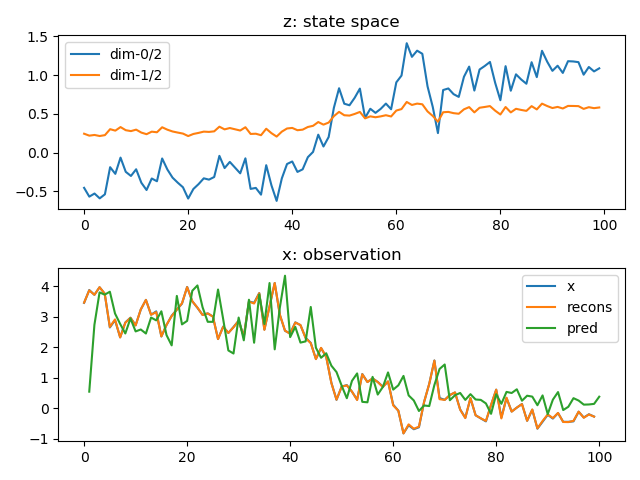 z: state space
dim-0/2
dim-1/2
1.5
1.0
0.5
0.0
−0.5
0 20 40 60 80 100
x: observation
x
recons
pred
4
3
2
1
0
−1
0 20 40 60 80 100